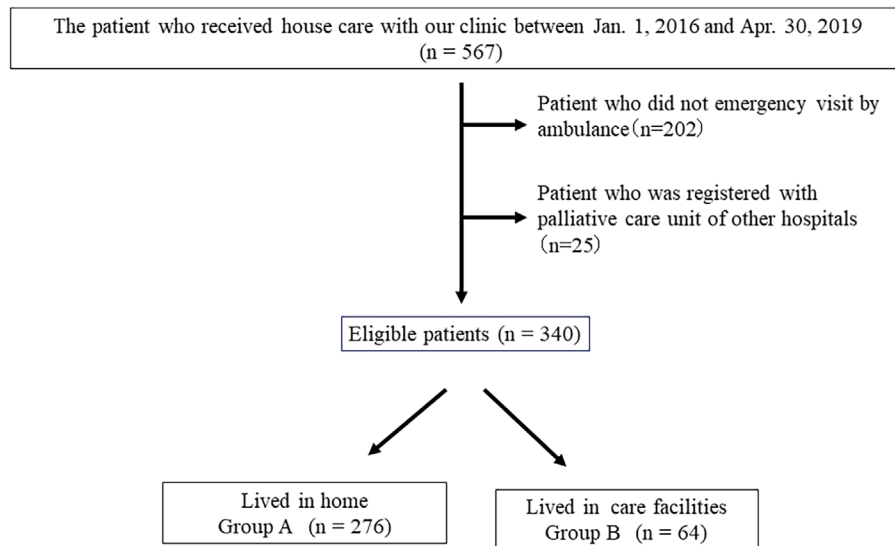 The patient who received house care with our clinic between Jan. 1, 2016 and Apr. 30, 2019
(n = 567)
Patient who did not emergency visit by
ambulance(n=202)
Patient who was registered with
palliative care unit of other hospitals
(n=25)
Eligible patients (n = 340)
Lived in home
Group A (n = 276)
Lived in care facilities
Group B (n = 64)